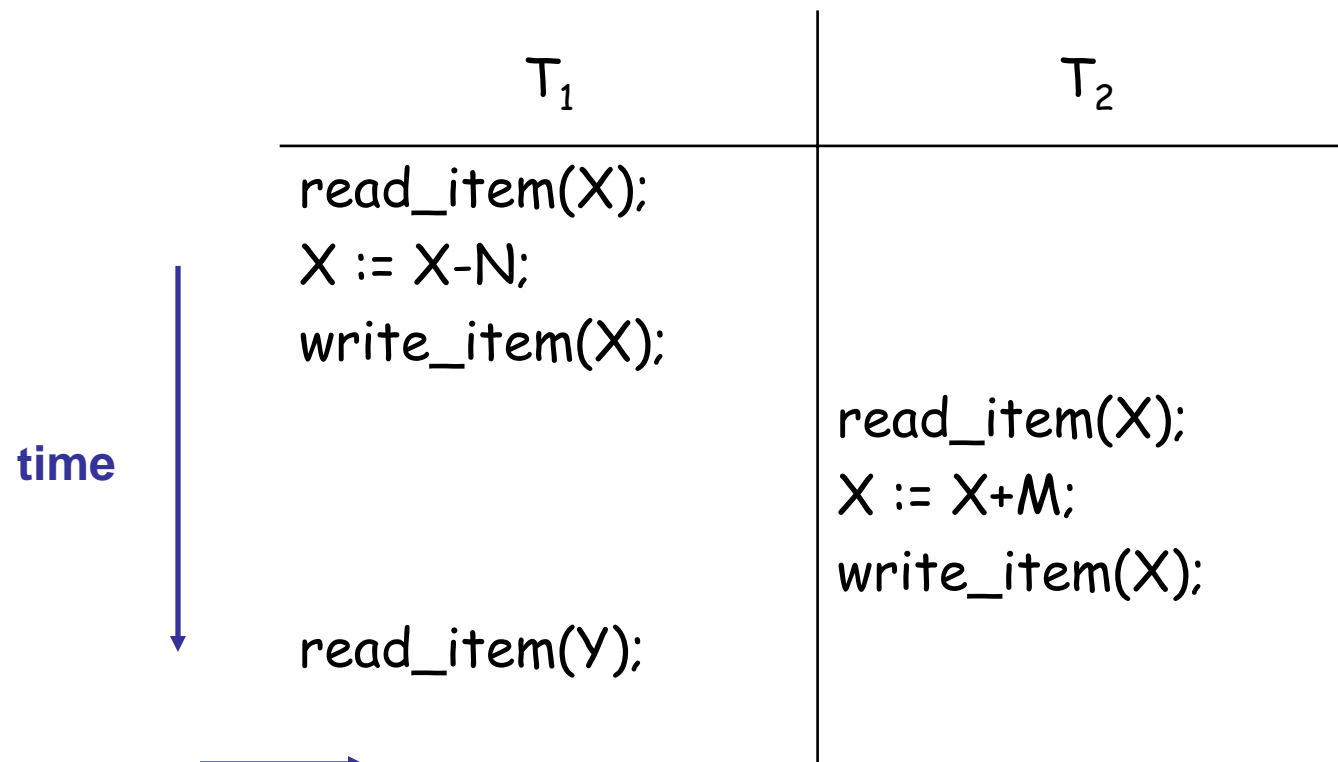 T₁ T₂
read_item(X);
X := X-N;
write_item(X);
read_item(X);
time
X := X+M;
write_item(X);
read_item(Y);